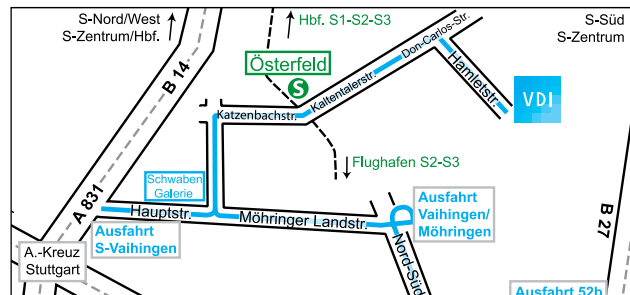 S-Nord/West
S-Zentrum/Hbf.
Hbf. S1-S2-S3
S-Süd
S-Zentrum
B 14
Österfeld
S
Don-Carlos-Str.
Kaltentalerstr.
Hamletstr.
VDI
Katzenbachstr.
Flughafen S2-S3
Schwaben
Galerie
A 831
Hauptstr.
Möhringer Landstr.
Ausfahrt
Vaihingen/
Möhringen
Ausfahrt
S-Vaihingen
A.-Kreuz
Stuttgart
Nord-Süd
B 27
Ausfahrt 52b